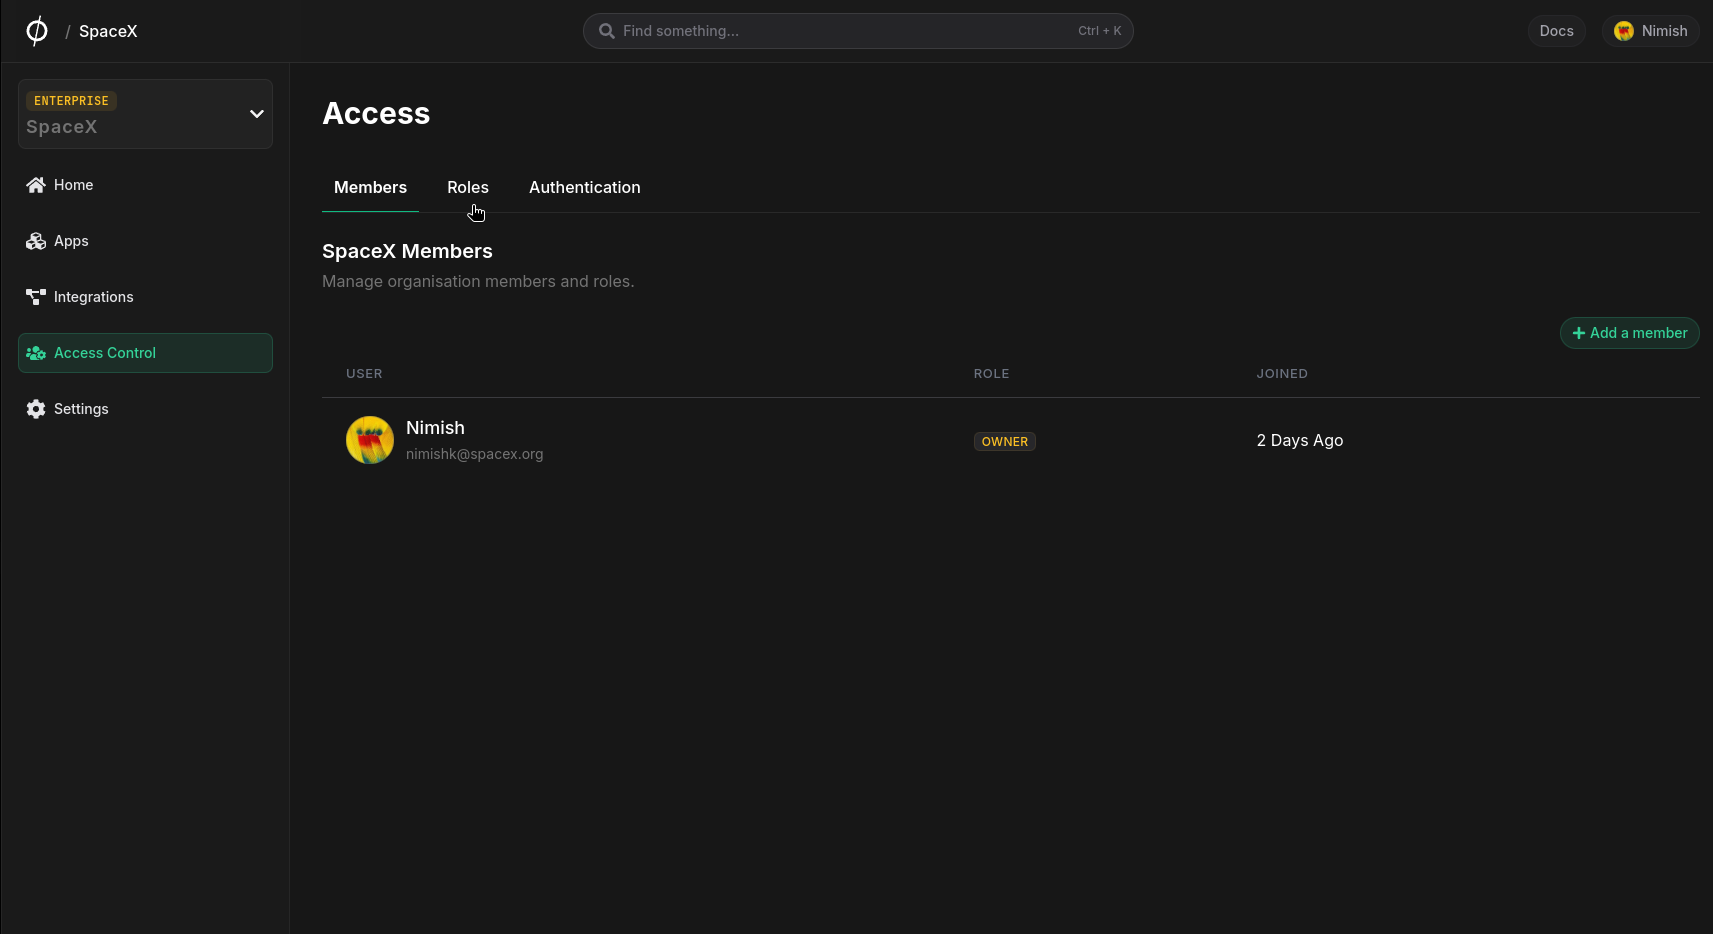 / SpaceX
Find something...
Ctrl + K
Docs
Nimish
ENTERPRISE
SpaceX
Home
Apps
Integrations
Access Control
Settings
Access
Members
Roles
Authentication
SpaceX Members
Manage organisation members and roles.
Add a member
USER
ROLE
JOINED
Nimish
nimishk@spacex.org
OWNER
2 Days Ago